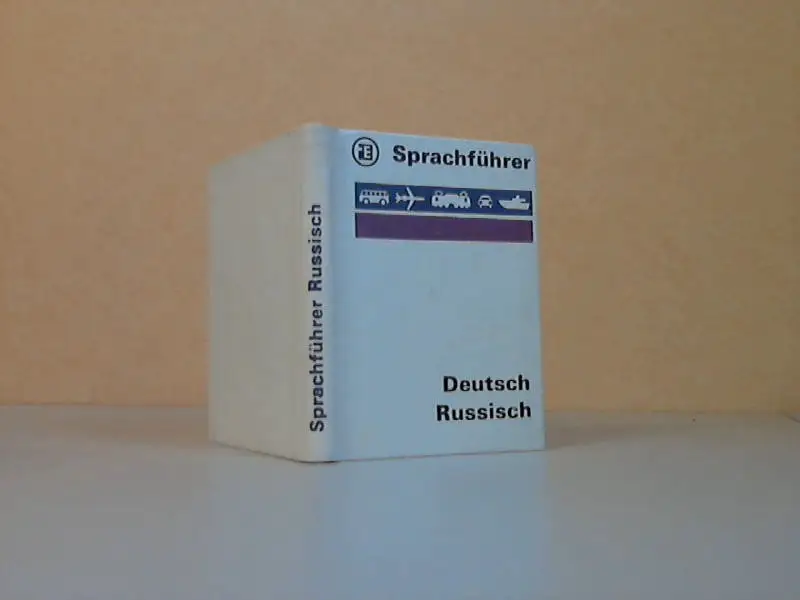 Sprachführer
Deutsch
Russisch
Sprachführer Russisch